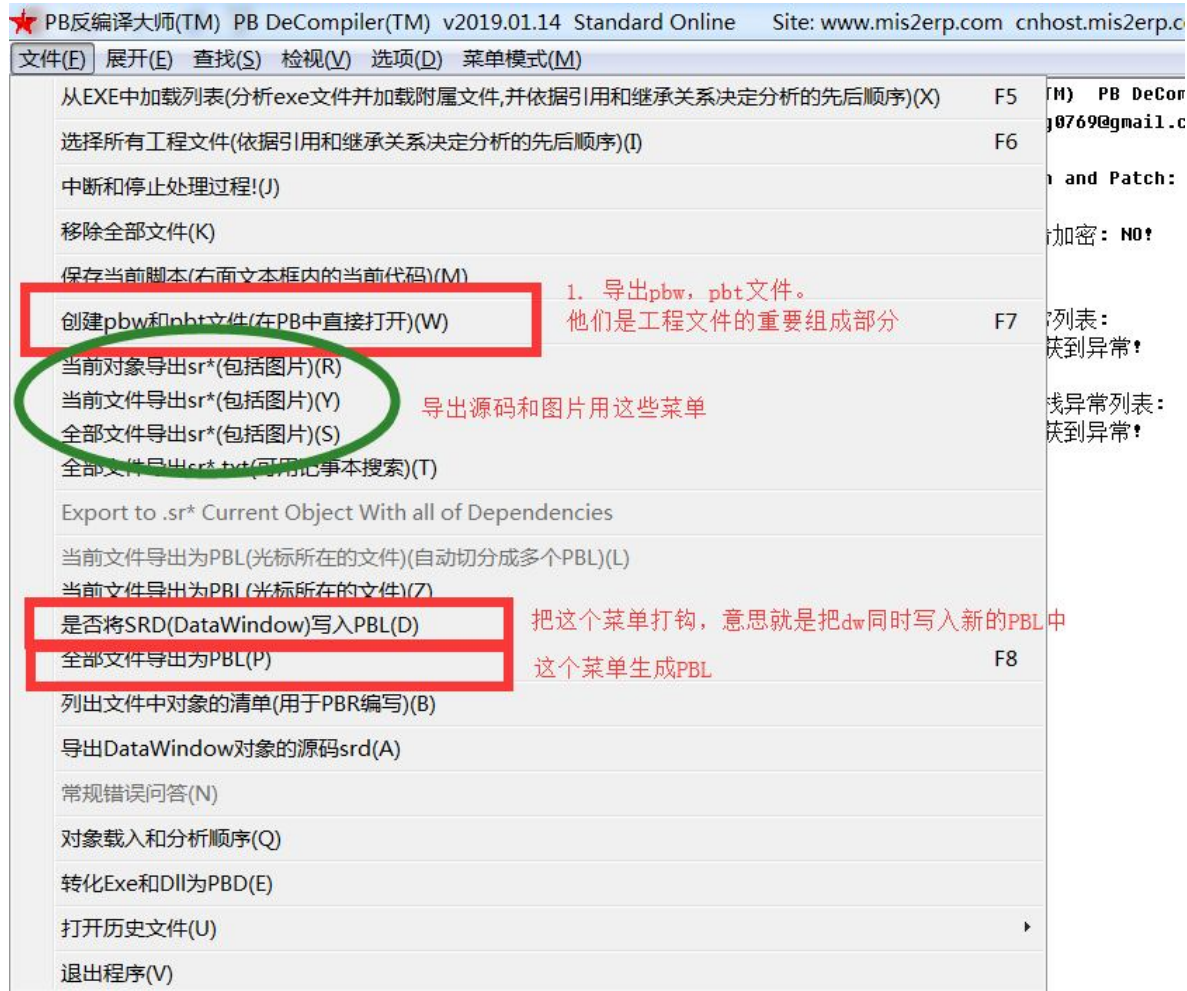 PB反编译大师(TM) PB DeCompiler(TM) v2019.01.14 Standard Online Site: www.mis2erp.com cnhost.mis2erp.c
文件(F) 展开(E) 查找(S) 检视(V) 选项(D) 菜单模式(M)
从EXE中加载列表(分析exe文件并加载附属文件,并依据引用和继承关系决定分析的先后顺序)(X) F5
TM) PB DeCom
选择所有工程文件(依据引用和继承关系决定分析的先后顺序)(I) F6
g0769@gmail.c
中断和停止处理过程!(J)
and Patch:
移除全部文件(K)
加密: NO!
保存当前脚本(右面文本框内的当前代码)(M)
1. 导出pbw，pbt文件。
创建pbw和pbt文件(在PB中直接打开)(W) F7
他们是工程文件的重要组成部分
列表:
当前对象导出sr*(包括图片)(R)
获到异常!
当前文件导出sr*(包括图片)(Y)
导出源码和图片用这些菜单
找异常列表:
全部文件导出sr*(包括图片)(S)
获到异常!
全部文件导出sr*.txt(可用记事本搜索)(T)
Export to .sr* Current Object With all of Dependencies
当前文件导出为PBL(光标所在的文件)(自动切分成多个PBL)(L)
当前文件导出为PBL(光标所在的文件)(Z)
是否将SRD(DataWindow)写入PBL(D)
把这个菜单打钩，意思就是把dw同时写入新的PBL中
全部文件导出为PBL(P) F8
这个菜单生成PBL
列出文件中对象的清单(用于PBR编写)(B)
导出DataWindow对象的源码srd(A)
常规错误问答(N)
对象载入和分析顺序(Q)
转化Exe和Dll为PBD(E)
打开历史文件(U)
退出程序(V)